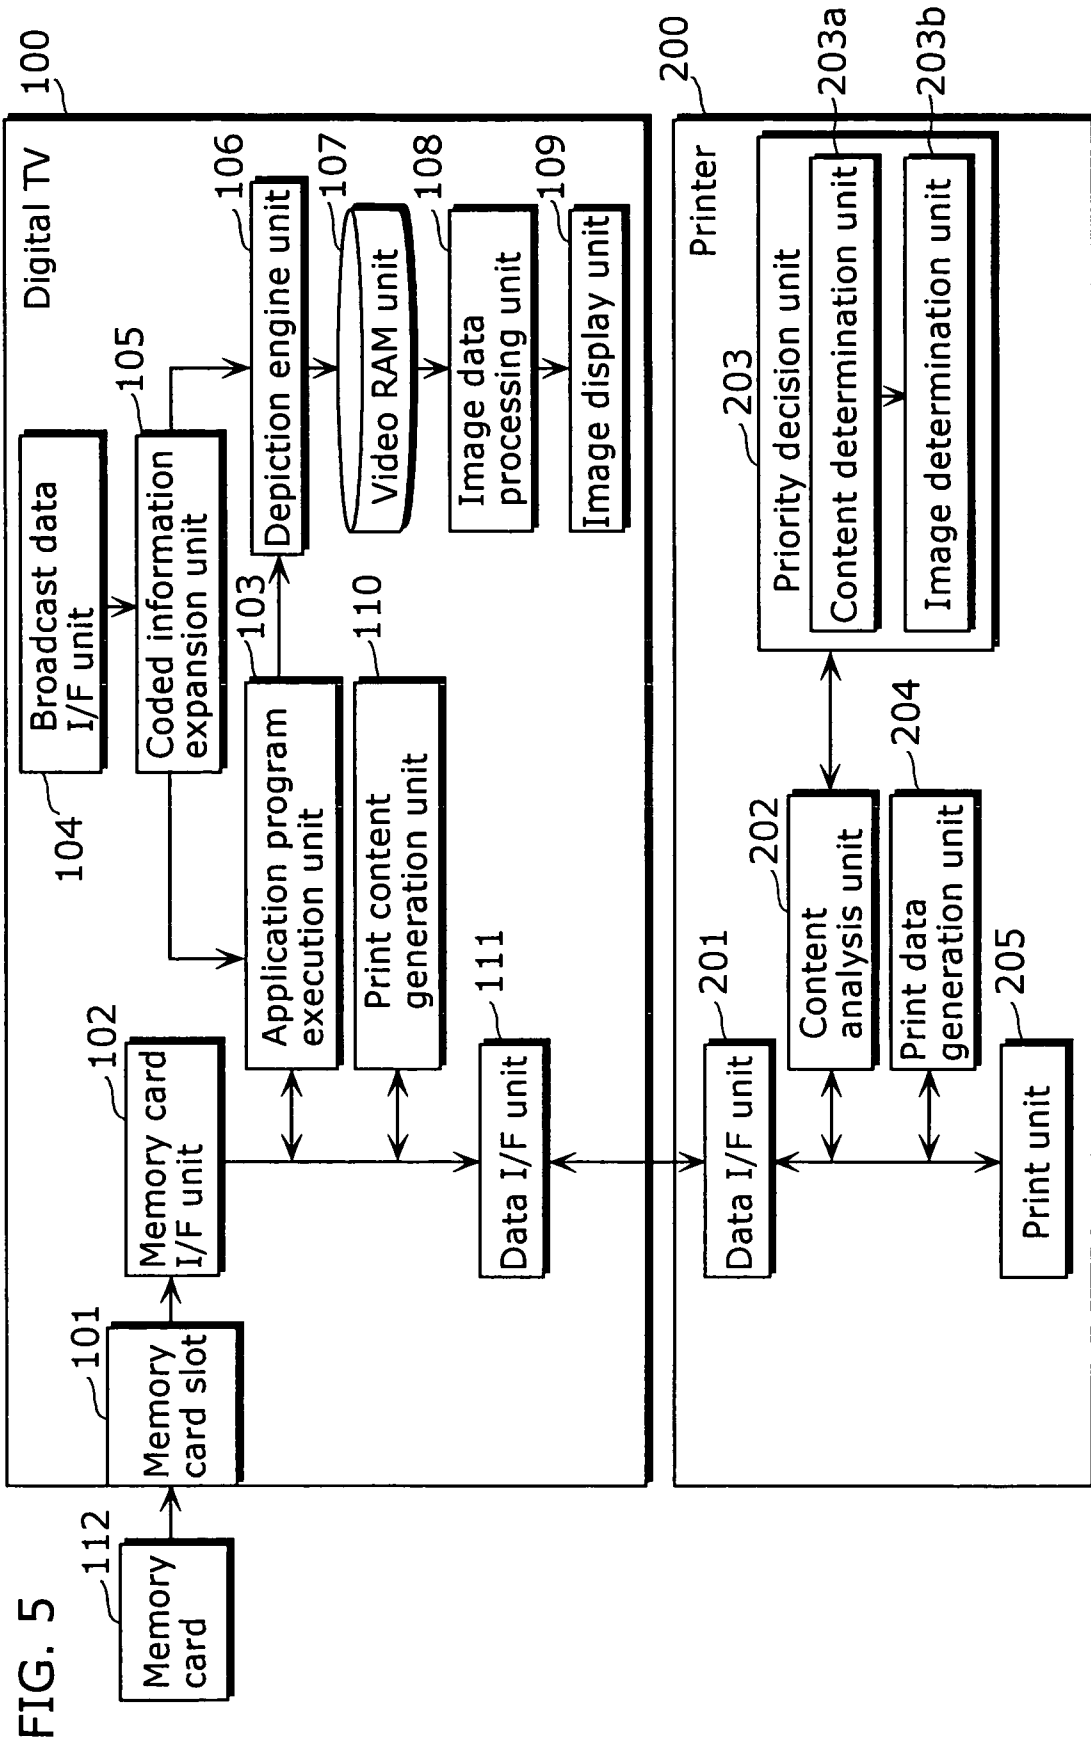 FIG. 5
Digital TV
100
Broadcast data
I/F unit
104
Coded information
expansion unit
105
Memory
card
112
Memory
card slot
101
Memory card
I/F unit
102
Application program
execution unit
103
Depiction engine unit
106
Video RAM unit
107
Image data
processing unit
108
Image display unit
109
Print content
generation unit
110
Data I/F unit
111
Printer
200
Data I/F unit
201
Content
analysis unit
202
Priority decision unit
203
Content determination unit
203a
Image determination unit
203b
Print data
generation unit
204
Print unit
205